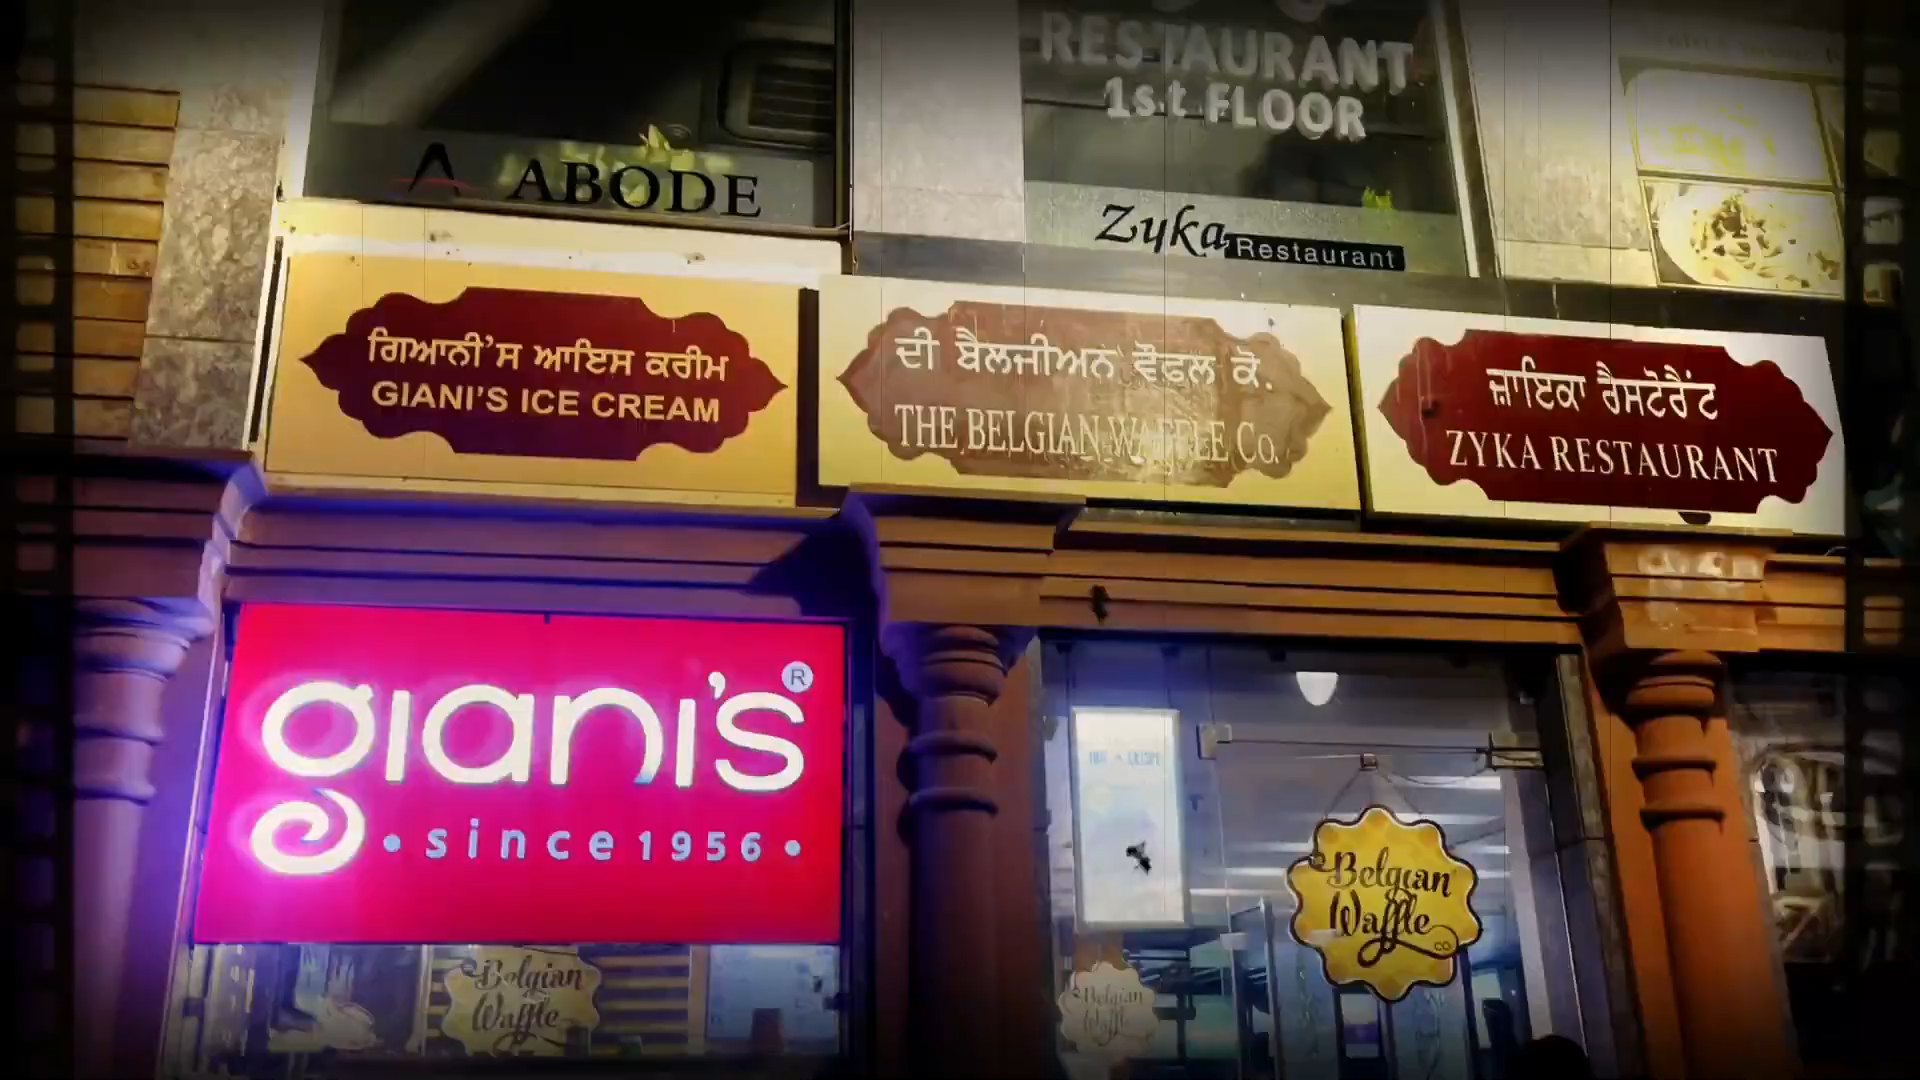 RESTAURANT
1st FLOOR
ABODE
Zyka Restaurant
ਗਿਆਨੀ'ਸ ਆਇਸ ਕਰੀਮ
GIANI'S ICE CREAM
ਦੀ ਬੈਲਜੀਅਨ ਵੋਫਲ ਕੋ.
THE BELGIAN WAFFLE Co.
ਜ਼ਾਇਕਾ ਰੈਸਟੋਰੈਂਟ
ZYKA RESTAURANT
giani's ®
• since 1956 •
Belgian
Waffle
CO.
Belgian
Waffle
Belgian
Waffle